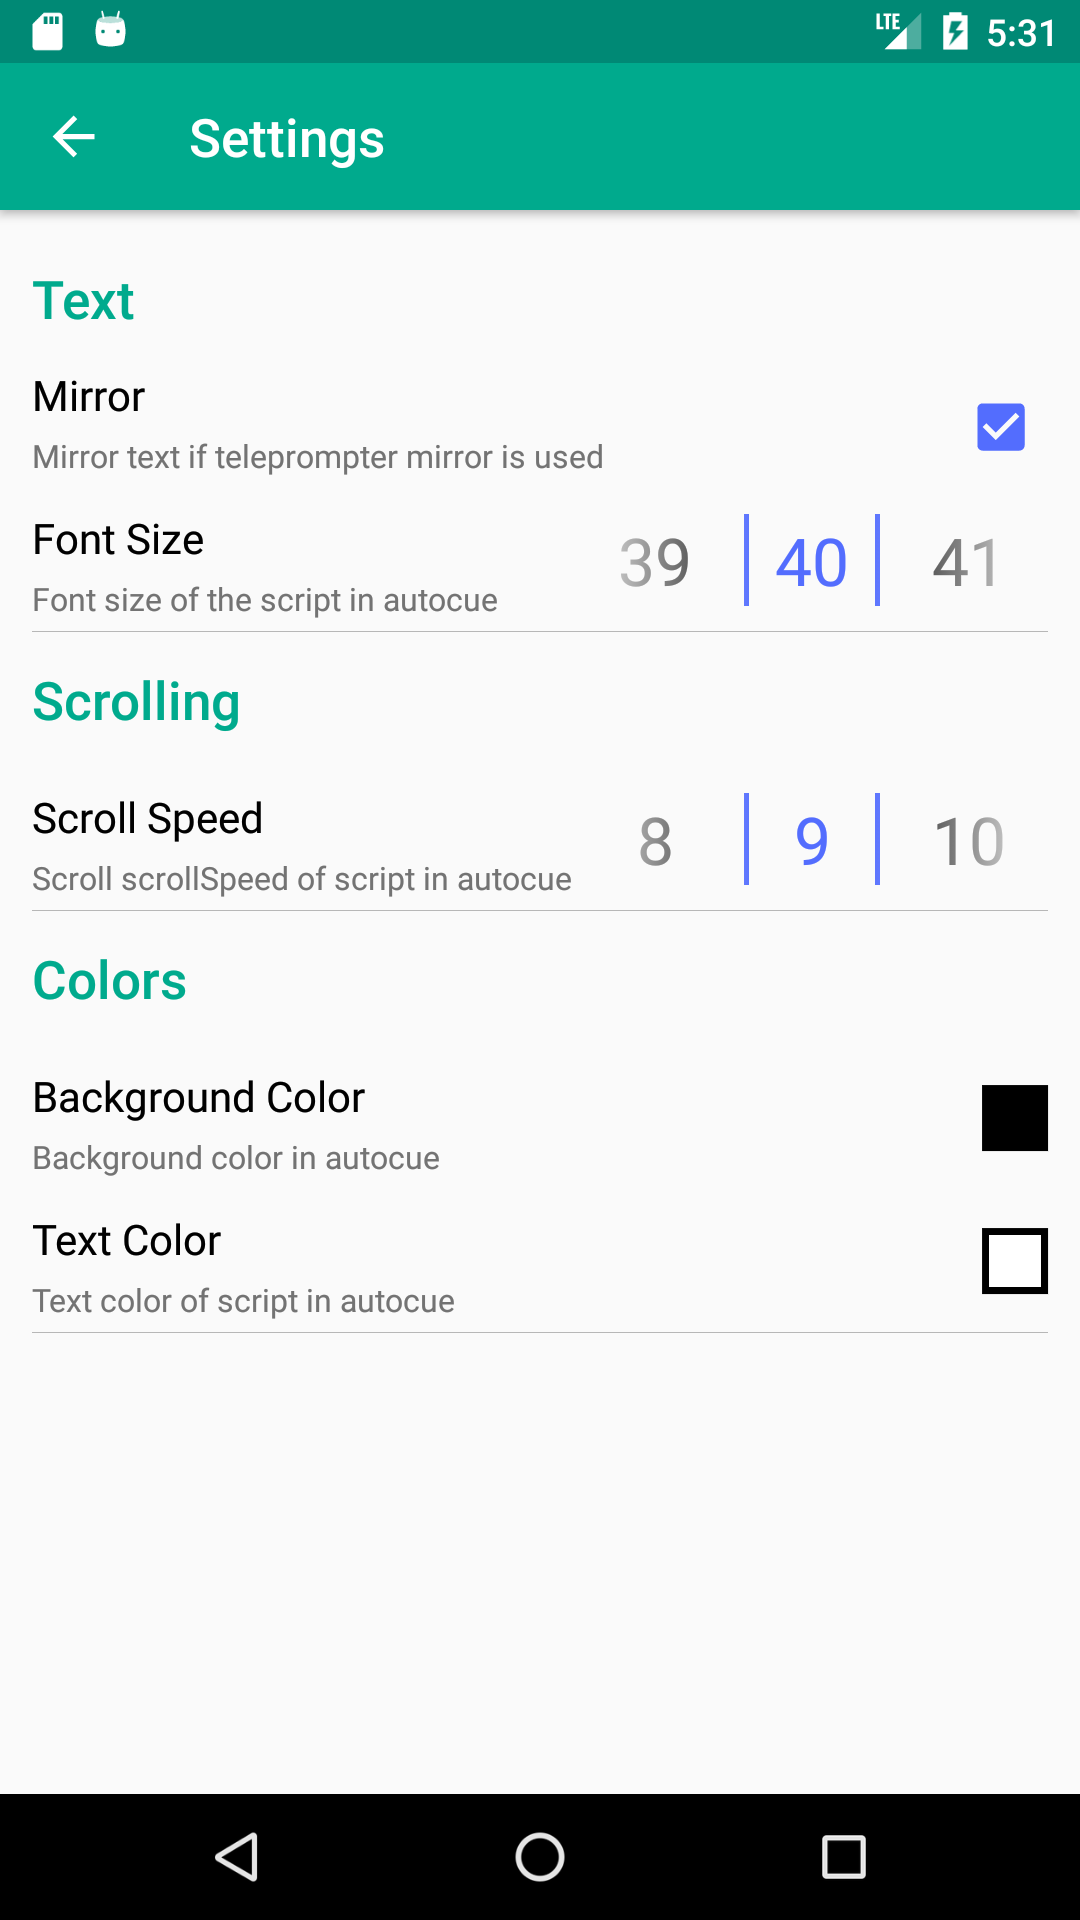 LTE 5:31
Settings
Text
Mirror
Mirror text if teleprompter mirror is used
Font Size
Font size of the script in autocue
39 40 41
Scrolling
Scroll Speed
Scroll scrollSpeed of script in autocue
8 9 10
Colors
Background Color
Background color in autocue
Text Color
Text color of script in autocue